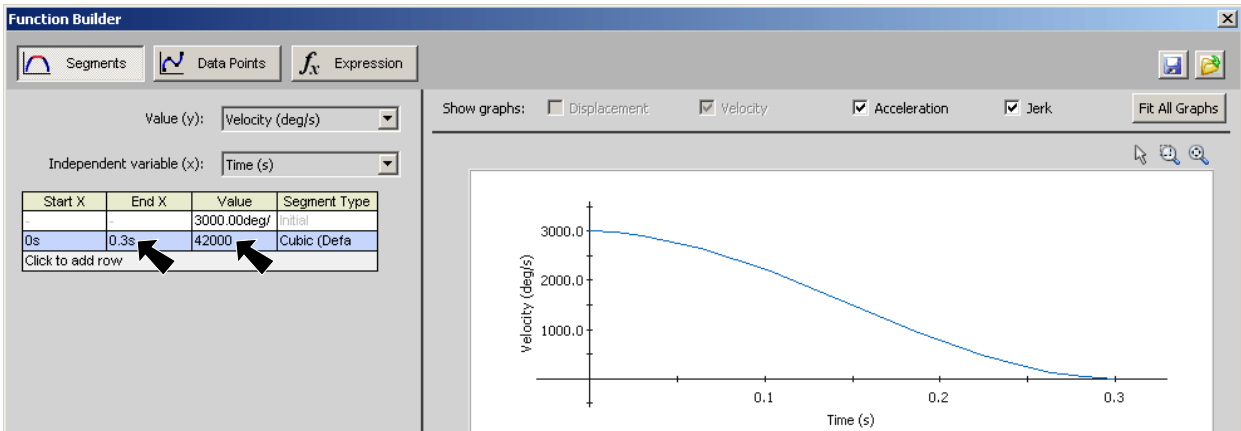 Function Builder
Segments Data Points fx Expression
Value (y): Velocity (deg/s)
Independent variable (x): Time (s)
Start X End X Value Segment Type
- - 3000.00deg/ Initial
0s 0.3s 42000 Cubic (Defa
Click to add row
Show graphs: Displacement Velocity Acceleration Jerk Fit All Graphs
3000.0
2000.0
1000.0
Velocity (deg/s)
0.1 0.2 0.3
Time (s)